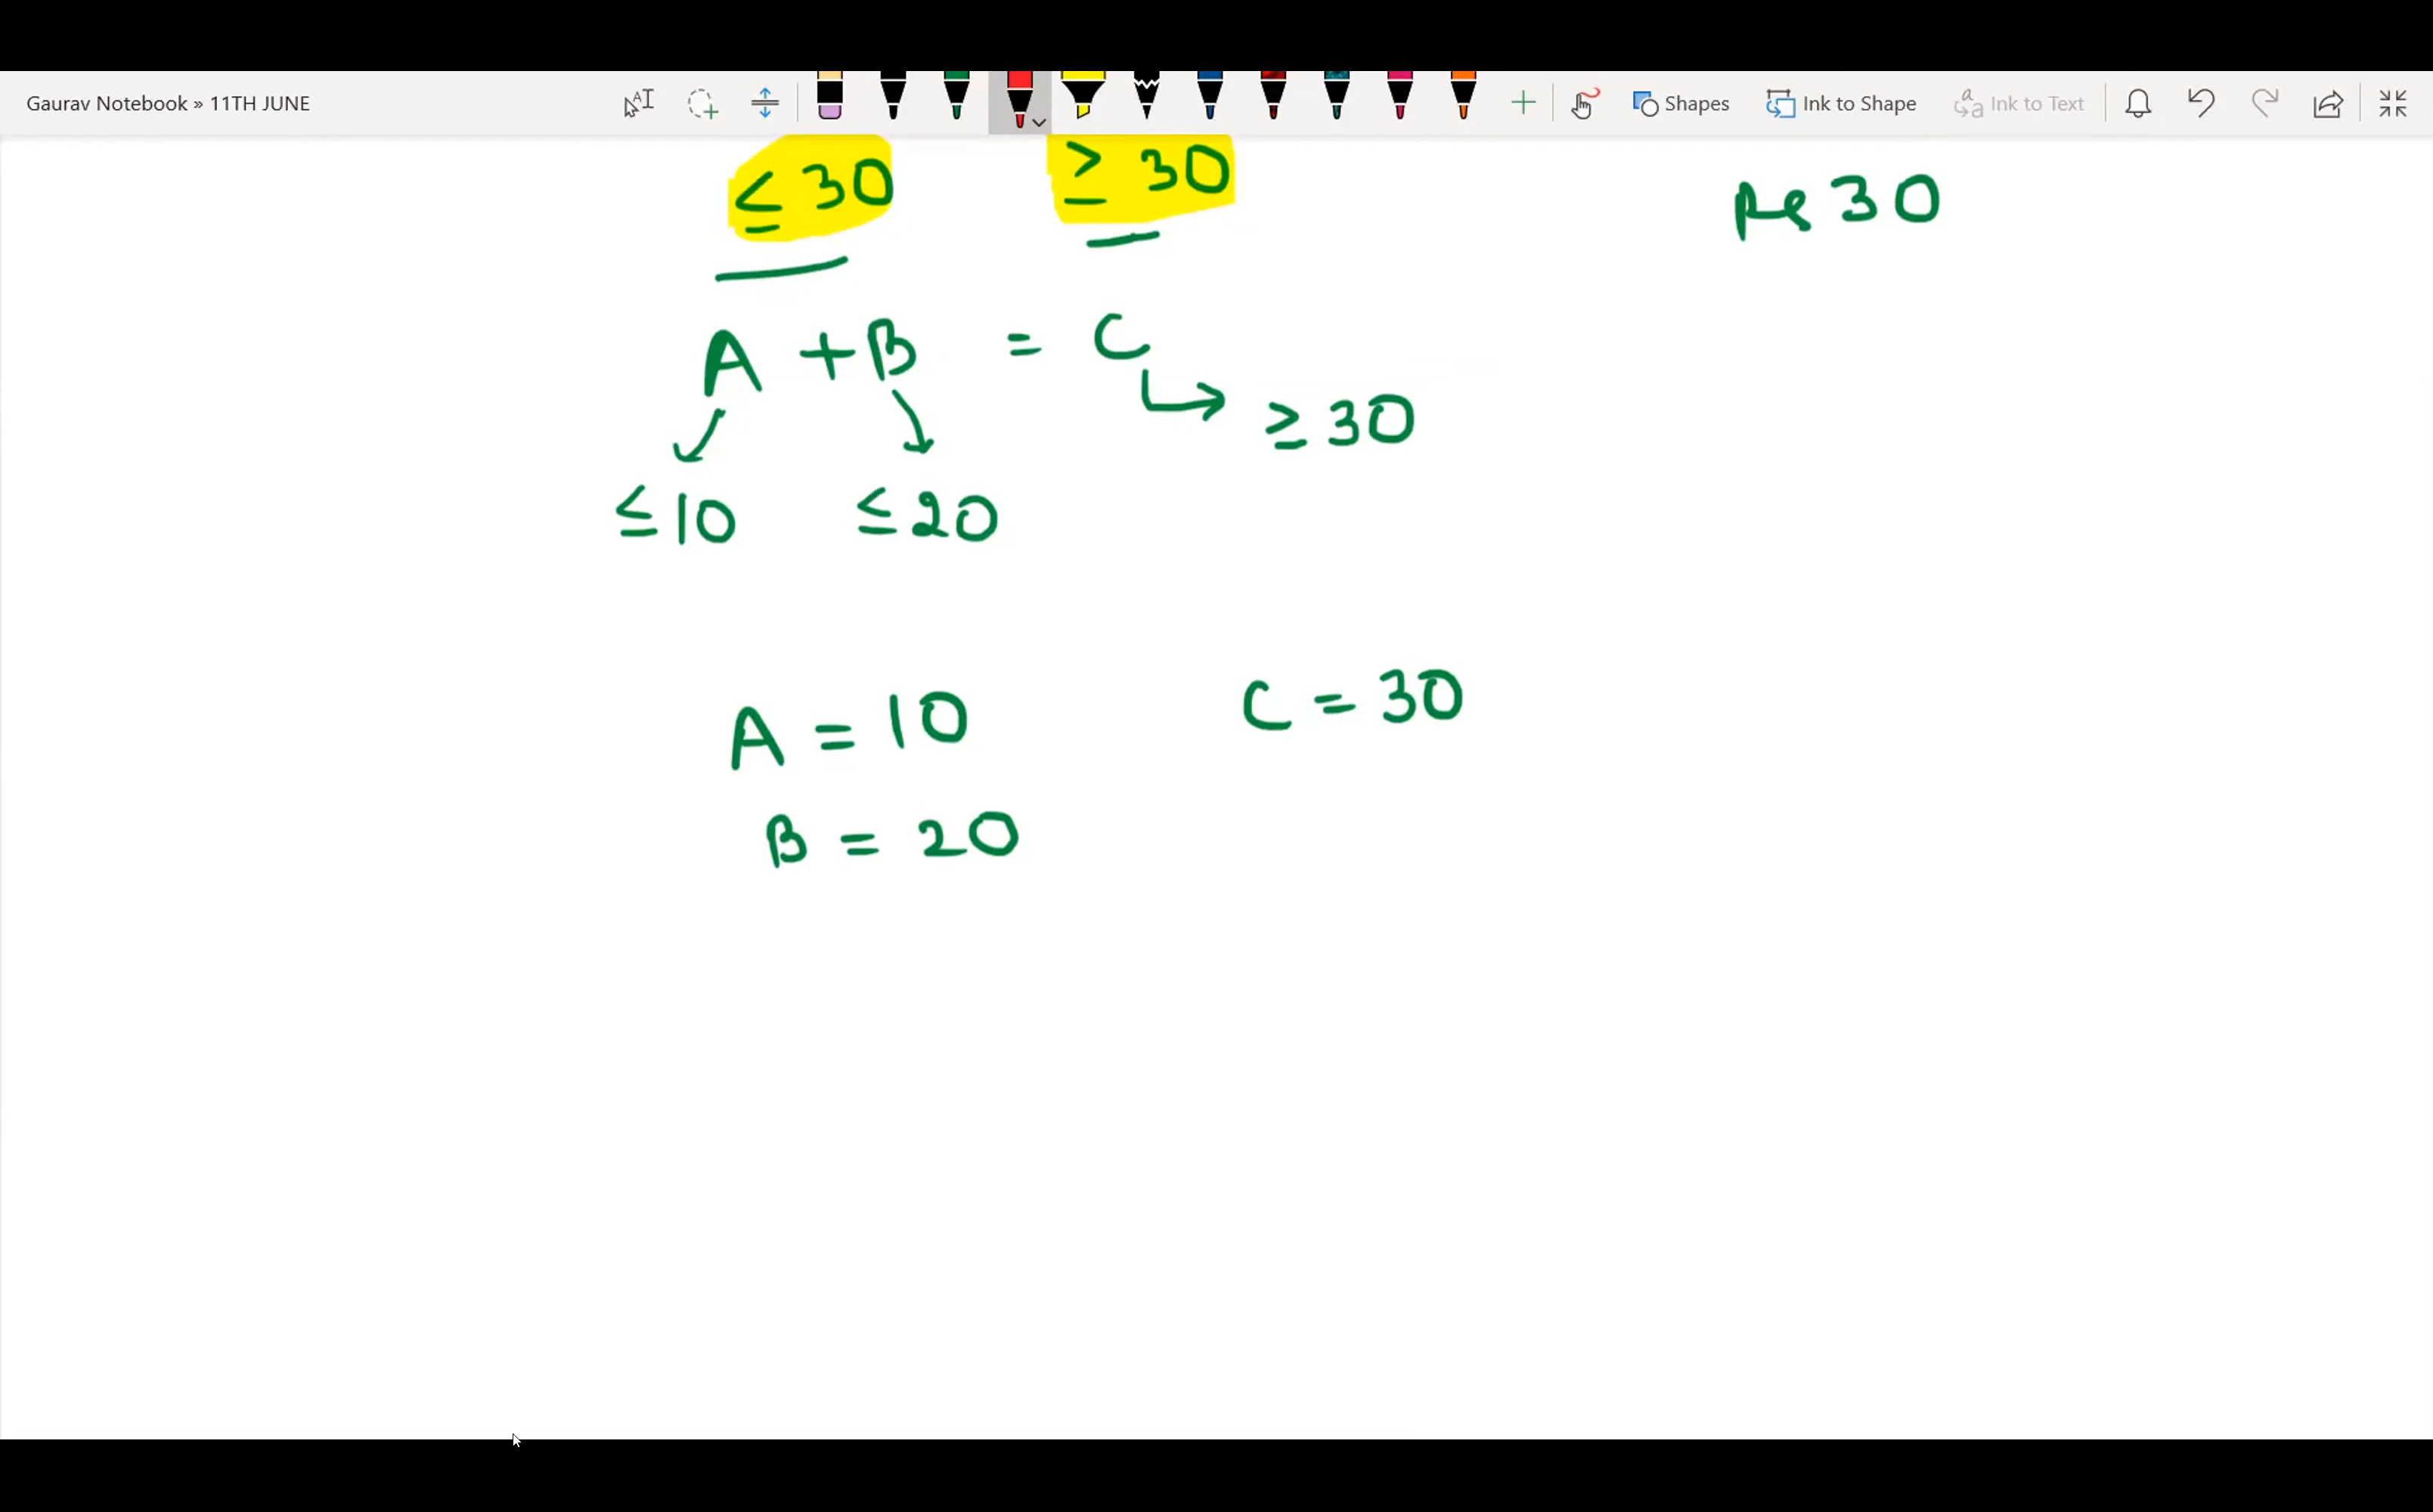 Gaurav Notebook » 11TH JUNE
Shapes
Ink to Shape
Ink to Text
≤ 30 ≥ 30
30
A + B = C
≥ 30
≤ 10 ≤ 20
A = 10 C = 30
B = 20